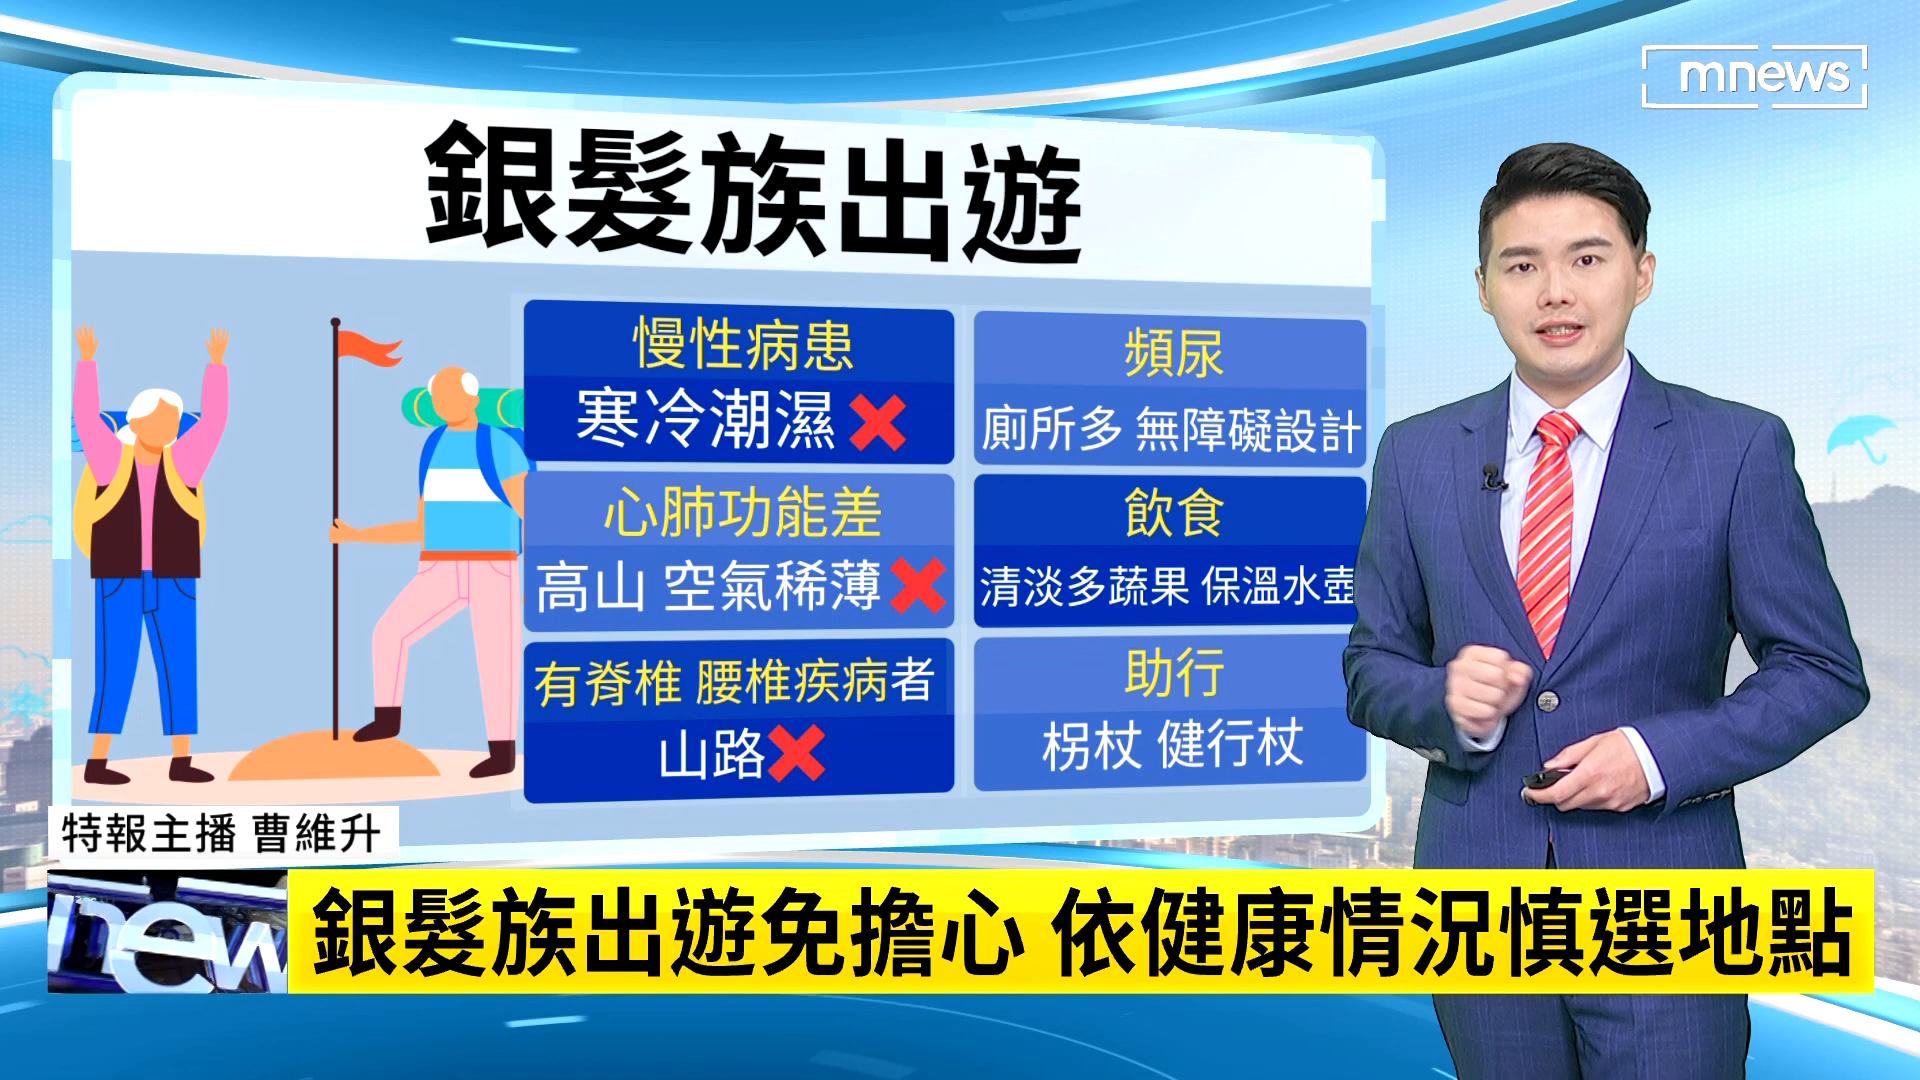 mnews
銀髮族出遊
慢性病患
寒冷潮濕
頻尿
廁所多 無障礙設計
心肺功能差
高山 空氣稀薄
飲食
清淡多蔬果 保溫水壺
有脊椎 腰椎疾病者
山路
助行
柺杖 健行杖
特報主播 曹維升
new
銀髮族出遊免擔心 依健康情況慎選地點